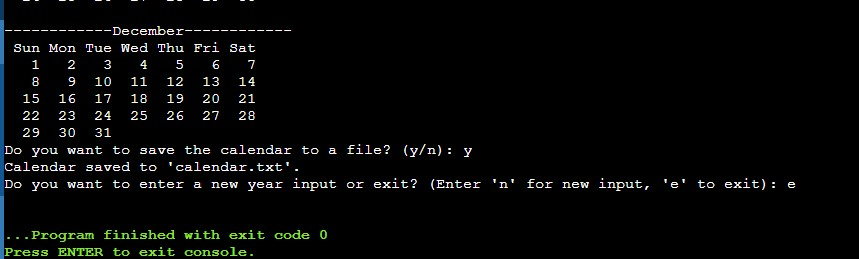 ------------December------------
Sun Mon Tue Wed Thu Fri Sat
1 2 3 4 5 6 7
8 9 10 11 12 13 14
15 16 17 18 19 20 21
22 23 24 25 26 27 28
29 30 31
Do you want to save the calendar to a file? (y/n): y
Calendar saved to 'calendar.txt'.
Do you want to enter a new year input or exit? (Enter 'n' for new input, 'e' to exit): e
...Program finished with exit code 0
Press ENTER to exit console.